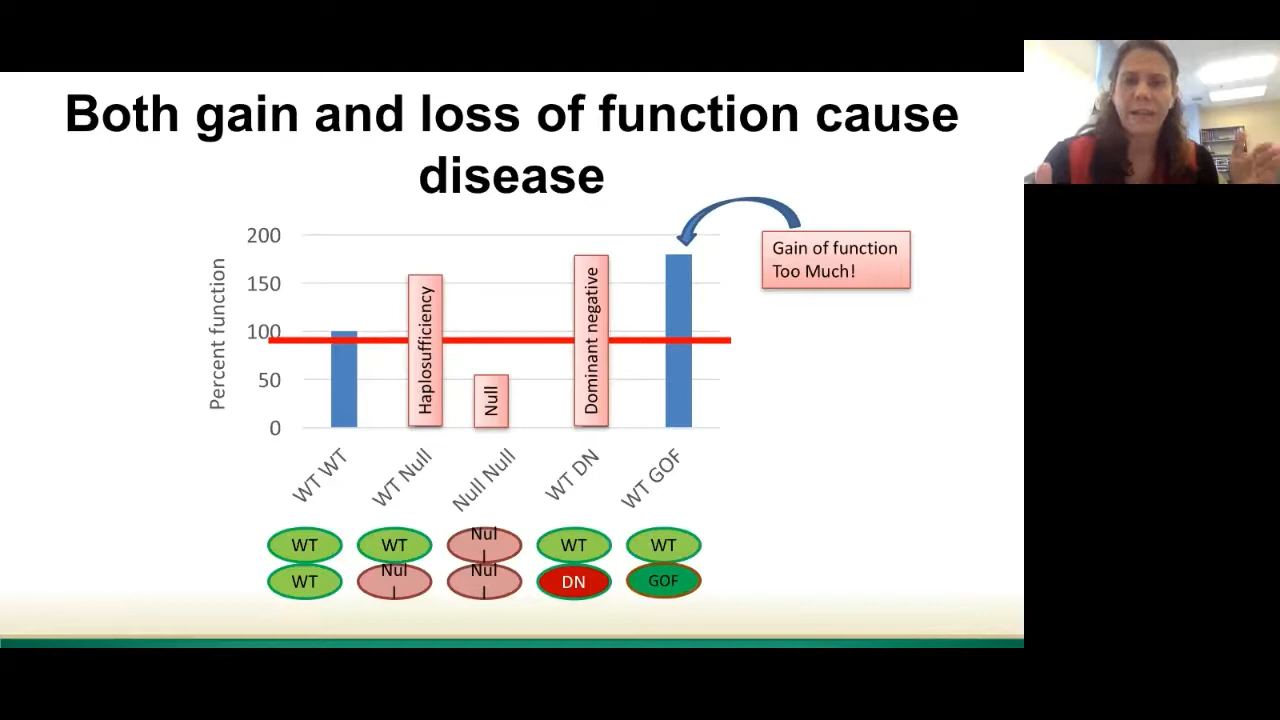 Both gain and loss of function cause
disease
200
150
100
50
0
Percent function
Haplosufficiency
Null
Dominant negative
Gain of function
Too Much!
WT WT
WT Null
Null Null
WT DN
WT GOF
WT
WT
Nul
l
WT
WT
WT
Nul
l
Nul
l
DN
GOF